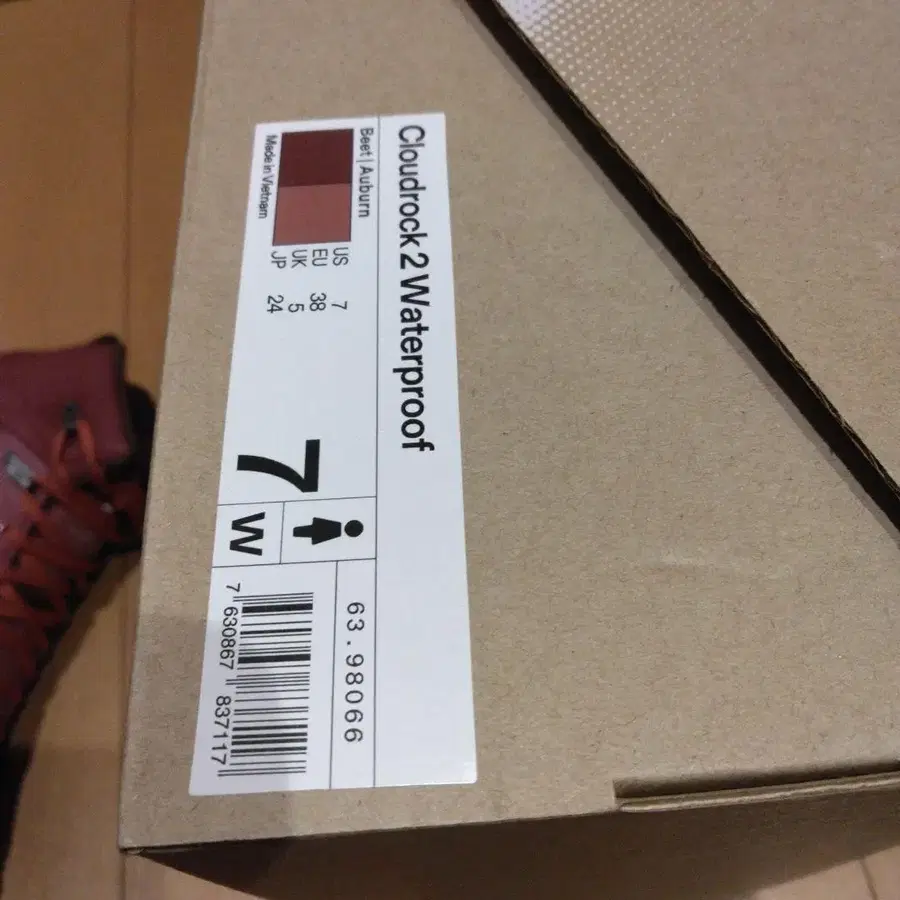 Cloudrock 2 Waterproof
Beet | Auburn
Made in Vietnam
US 7
EU 38
UK 5
JP 24
7
W
63.98066
7 630867 837117